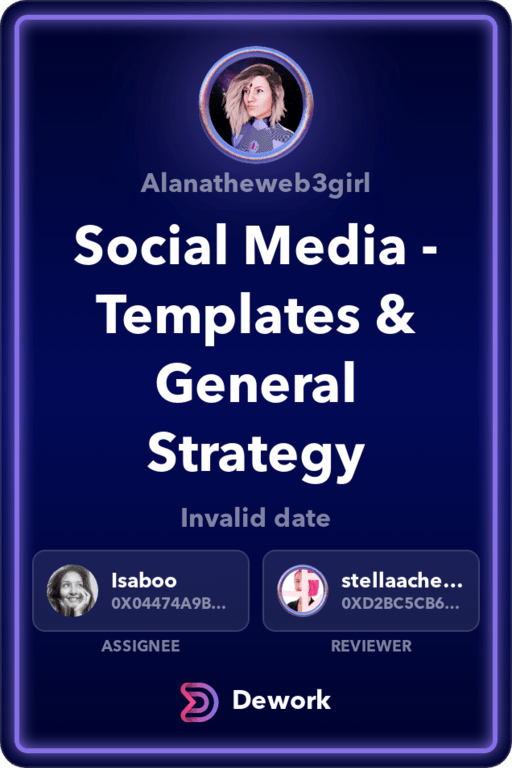 Alanatheweb3girl
Social Media -
Templates &
General
Strategy
Invalid date
Isaboo
0X04474A9B...
ASSIGNEE
stellaache...
0XD2BC5CB6...
REVIEWER
Dework